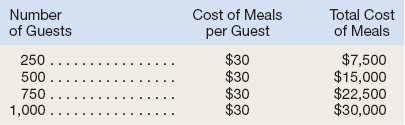 Number Cost of Meals Total Cost
of Guests per Guest of Meals
250 . . . . . . . . . . . . . . . . $30 $7,500
500 . . . . . . . . . . . . . . . . $30 $15,000
750 . . . . . . . . . . . . . . . . $30 $22,500
1,000 . . . . . . . . . . . . . . . $30 $30,000